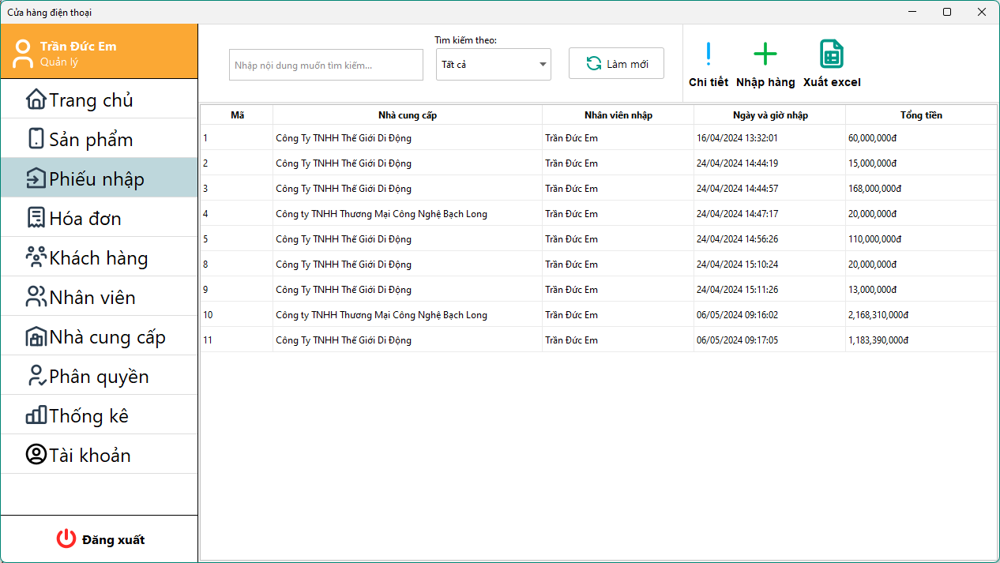 Cửa hàng điện thoại
Trần Đức Em
Quản lý
Trang chủ
Sản phẩm
Phiếu nhập
Hóa đơn
Khách hàng
Nhân viên
Nhà cung cấp
Phân quyền
Thống kê
Tài khoản
Đăng xuất
Tìm kiếm theo:
Nhập nội dung muốn tìm kiếm... Tất cả Làm mới
Chi tiết Nhập hàng Xuất excel
Mã Nhà cung cấp Nhân viên nhập Ngày và giờ nhập Tổng tiền
1 Công Ty TNHH Thế Giới Di Động Trần Đức Em 16/04/2024 13:32:01 60,000,000đ
2 Công Ty TNHH Thế Giới Di Động Trần Đức Em 24/04/2024 14:44:19 15,000,000đ
3 Công Ty TNHH Thế Giới Di Động Trần Đức Em 24/04/2024 14:44:57 168,000,000đ
4 Công ty TNHH Thương Mại Công Nghệ Bạch Long Trần Đức Em 24/04/2024 14:47:17 20,000,000đ
5 Công Ty TNHH Thế Giới Di Động Trần Đức Em 24/04/2024 14:56:26 110,000,000đ
8 Công Ty TNHH Thế Giới Di Động Trần Đức Em 24/04/2024 15:10:24 20,000,000đ
9 Công Ty TNHH Thế Giới Di Động Trần Đức Em 24/04/2024 15:11:26 13,000,000đ
10 Công ty TNHH Thương Mại Công Nghệ Bạch Long Trần Đức Em 06/05/2024 09:16:02 2,168,310,000đ
11 Công Ty TNHH Thế Giới Di Động Trần Đức Em 06/05/2024 09:17:05 1,183,390,000đ